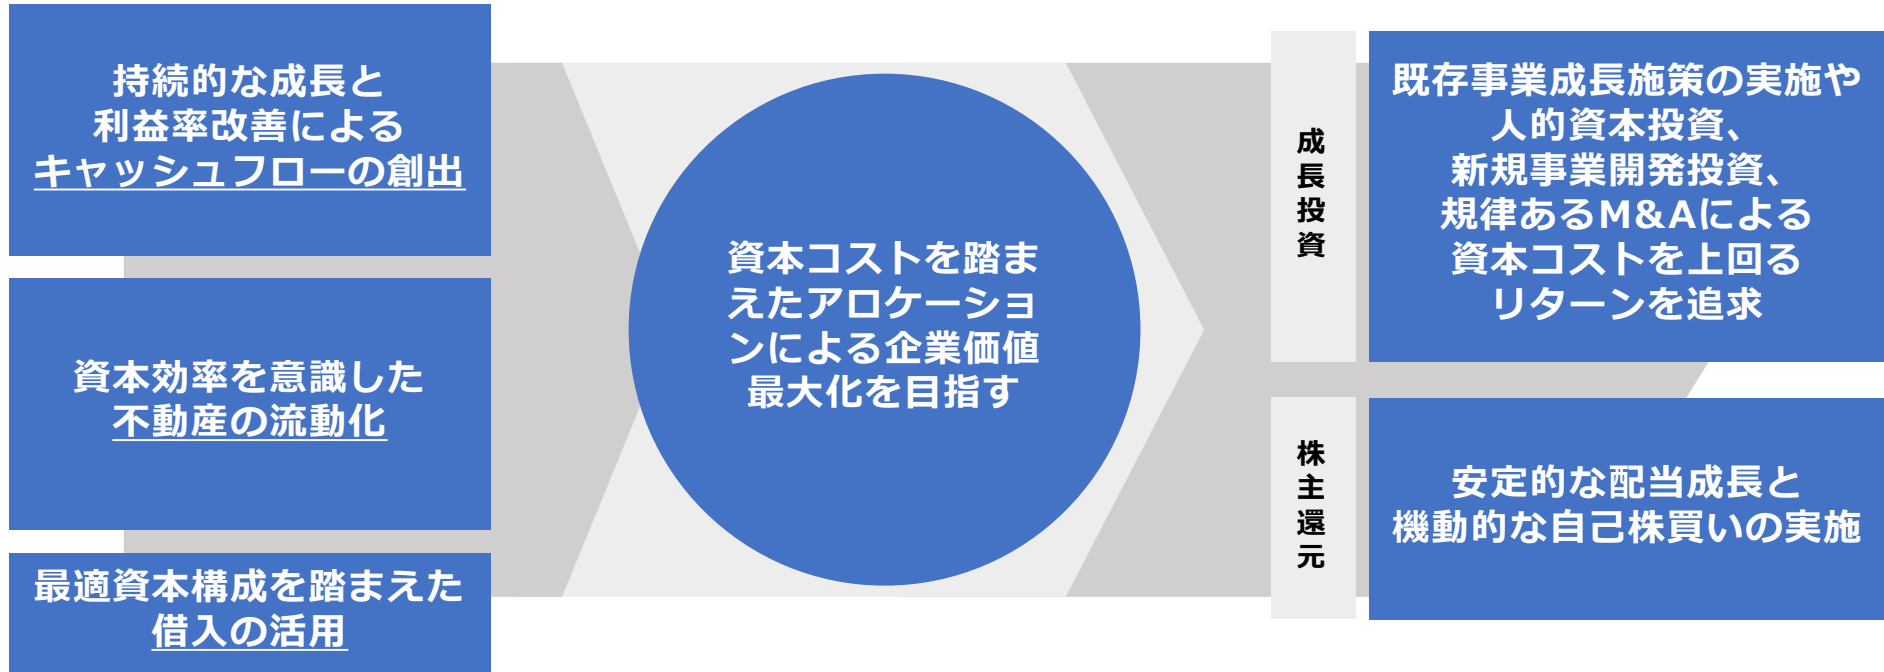 持続的な成長と
利益率改善による
キャッシュフローの創出
資本効率を意識した
不動産の流動化
最適資本構成を踏まえた
借入の活用
資本コストを踏ま
えたアロケーショ
ンによる企業価値
最大化を目指す
成長投資
既存事業成長施策の実施や
人的資本投資、
新規事業開発投資、
規律あるM&Aによる
資本コストを上回る
リターンを追求
株主還元
安定的な配当成長と
機動的な自己株買いの実施